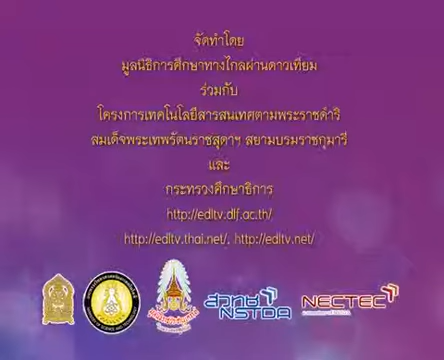 จัดทำโดย
มูลนิธิการศึกษาทางไกลผ่านดาวเทียม
ร่วมกับ
โครงการเทคโนโลยีสารสนเทศตามพระราชดำริ
สมเด็จพระเทพรัตนราชสุดาฯ สยามบรมราชกุมารี
และ
กระทรวงศึกษาธิการ
http://edltv.dlf.ac.th/
http://edltv.thai.net/, http://edltv.net/
สวทช NSTDA
NECTEC